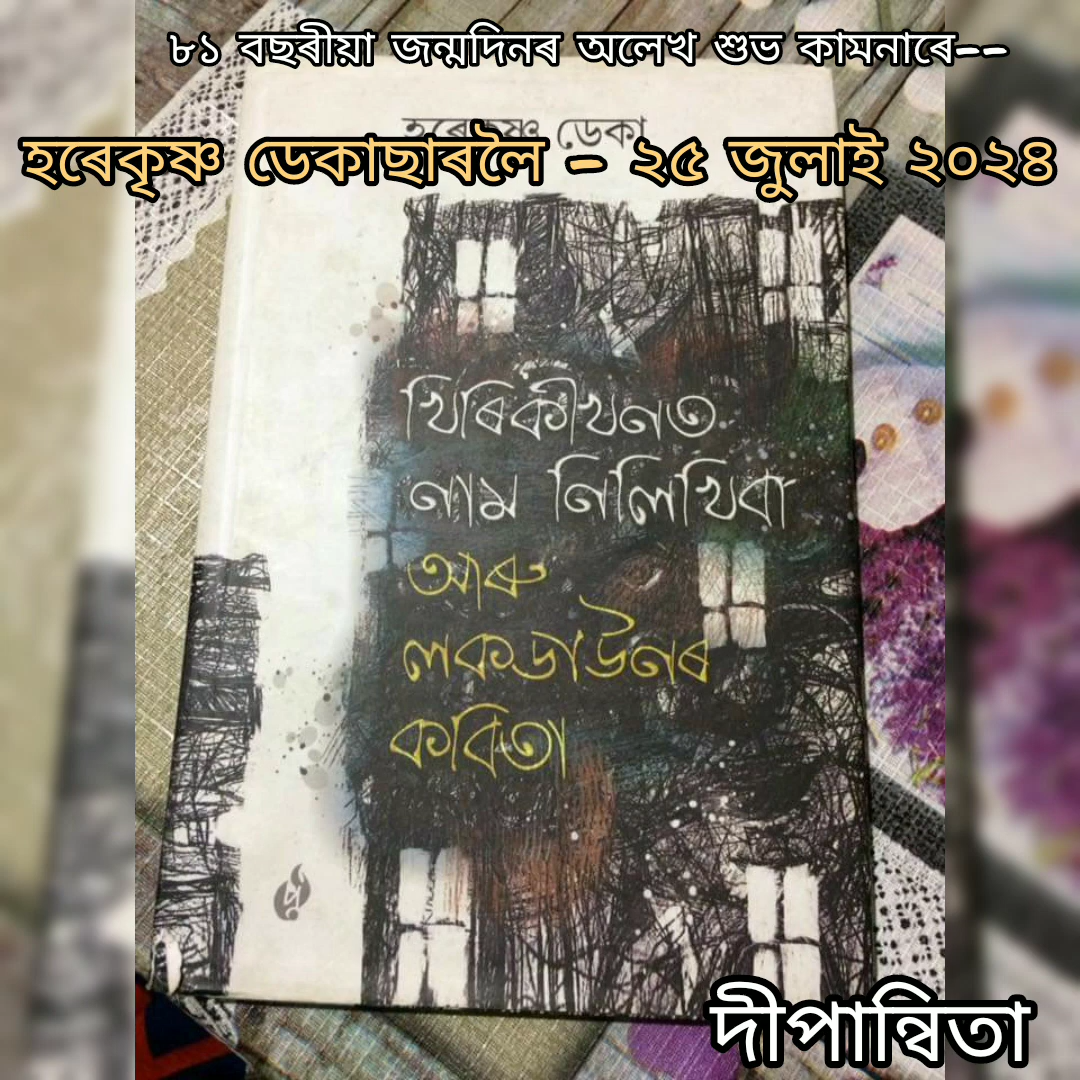 ৮১ বছৰীয়া জন্মদিনৰ অলেখ শুভ কামনাৰে--
হৰেকৃষ্ণ ডেকা
হৰেকৃষ্ণ ডেকাছাৰলৈ - ২৫ জুলাই ২০২৪
খিৰিকীখনত
নাম নিলিখিবা
আৰু
লকডাউনৰ
কবিতা
দীপান্বিতা